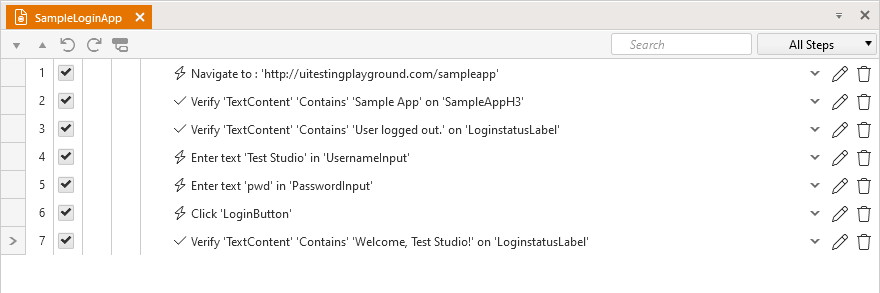 SampleLoginApp
Search
All Steps
1 Navigate to : 'http://uitestingplayground.com/sampleapp'
2 Verify 'TextContent' 'Contains' 'Sample App' on 'SampleAppH3'
3 Verify 'TextContent' 'Contains' 'User logged out.' on 'LoginstatusLabel'
4 Enter text 'Test Studio' in 'UsernameInput'
5 Enter text 'pwd' in 'PasswordInput'
6 Click 'LoginButton'
7 Verify 'TextContent' 'Contains' 'Welcome, Test Studio!' on 'LoginstatusLabel'